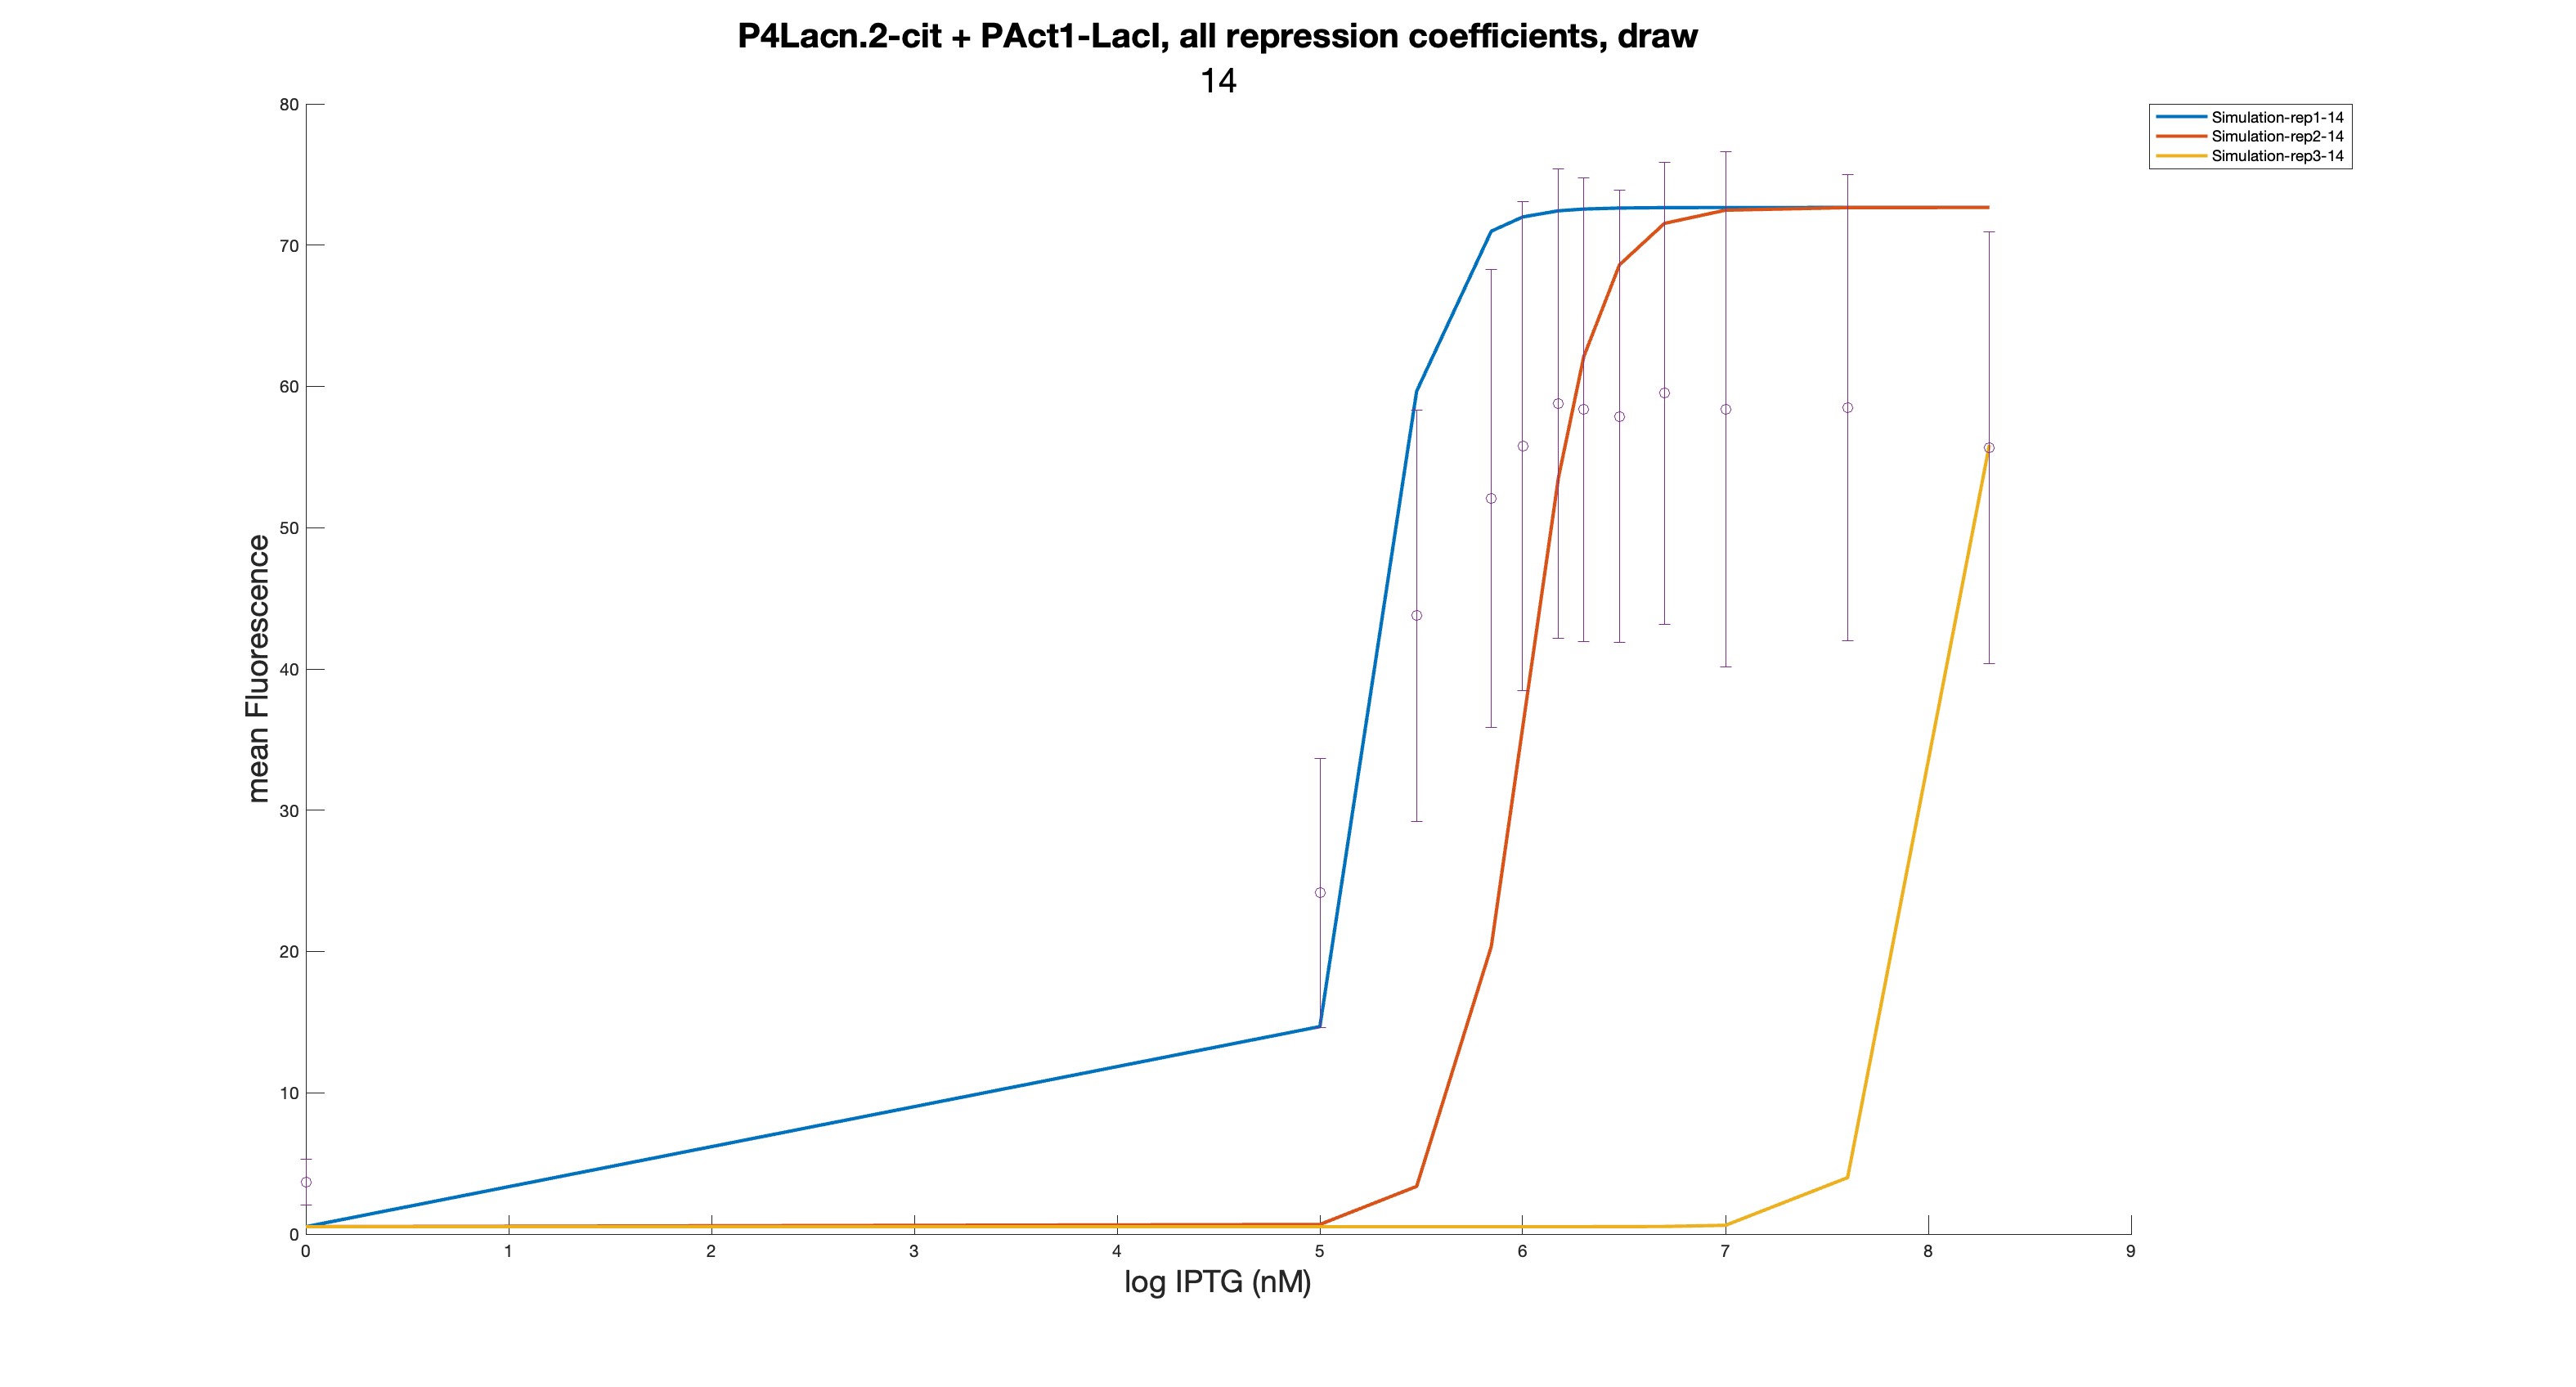 P4Lacn.2-cit + PAct1-LacI, all repression coefficients, draw
14
Simulation-rep1-14
Simulation-rep2-14
Simulation-rep3-14
mean Fluorescence
80
70
60
50
40
30
20
10
0
0 1 2 3 4 5 6 7 8 9
log IPTG (nM)